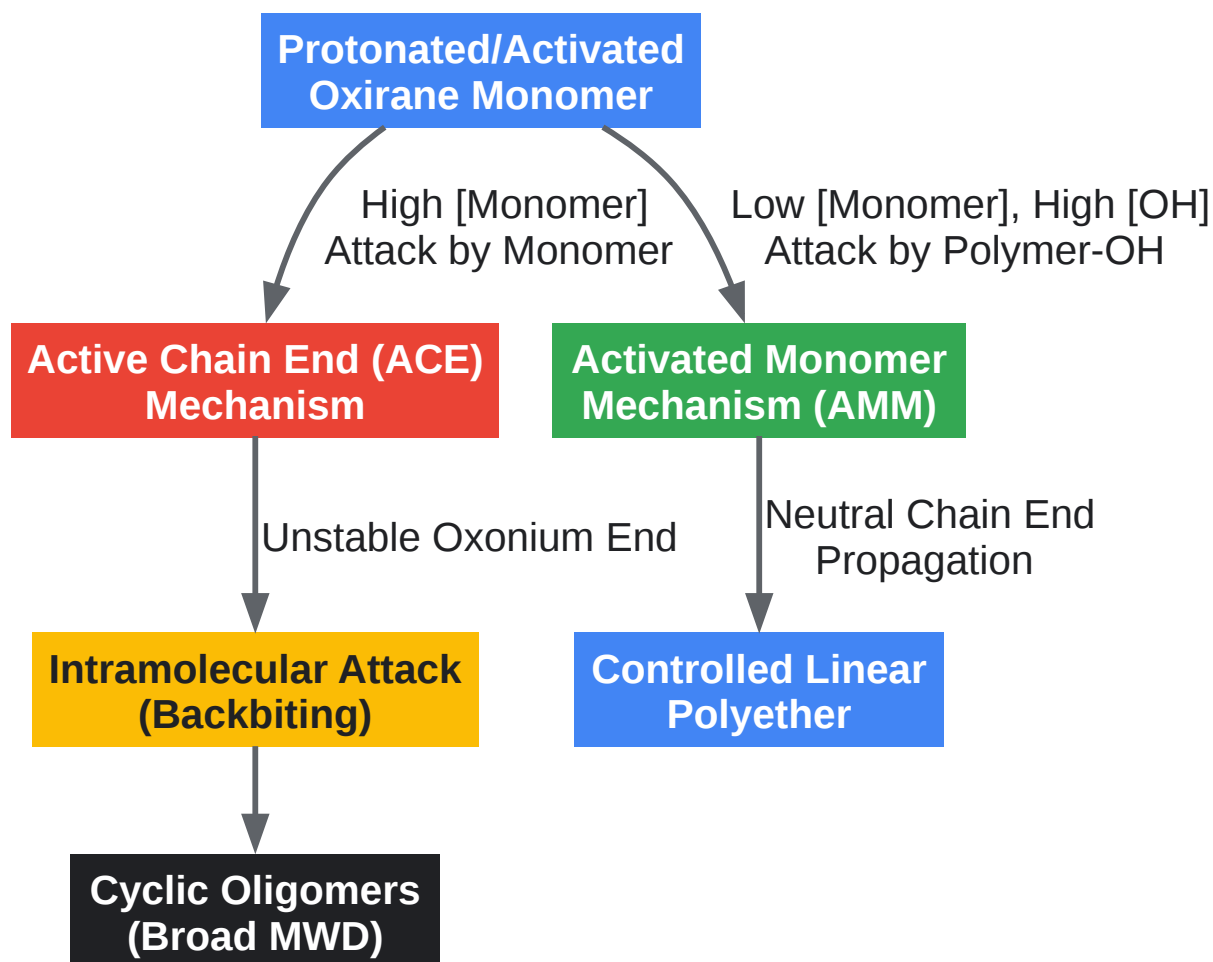 Protonated/Activated
Oxirane Monomer
High [Monomer]
Attack by Monomer
Low [Monomer], High [OH]
Attack by Polymer-OH
Active Chain End (ACE)
Mechanism
Activated Monomer
Mechanism (AMM)
Unstable Oxonium End
Neutral Chain End
Propagation
Intramolecular Attack
(Backbiting)
Controlled Linear
Polyether
Cyclic Oligomers
(Broad MWD)